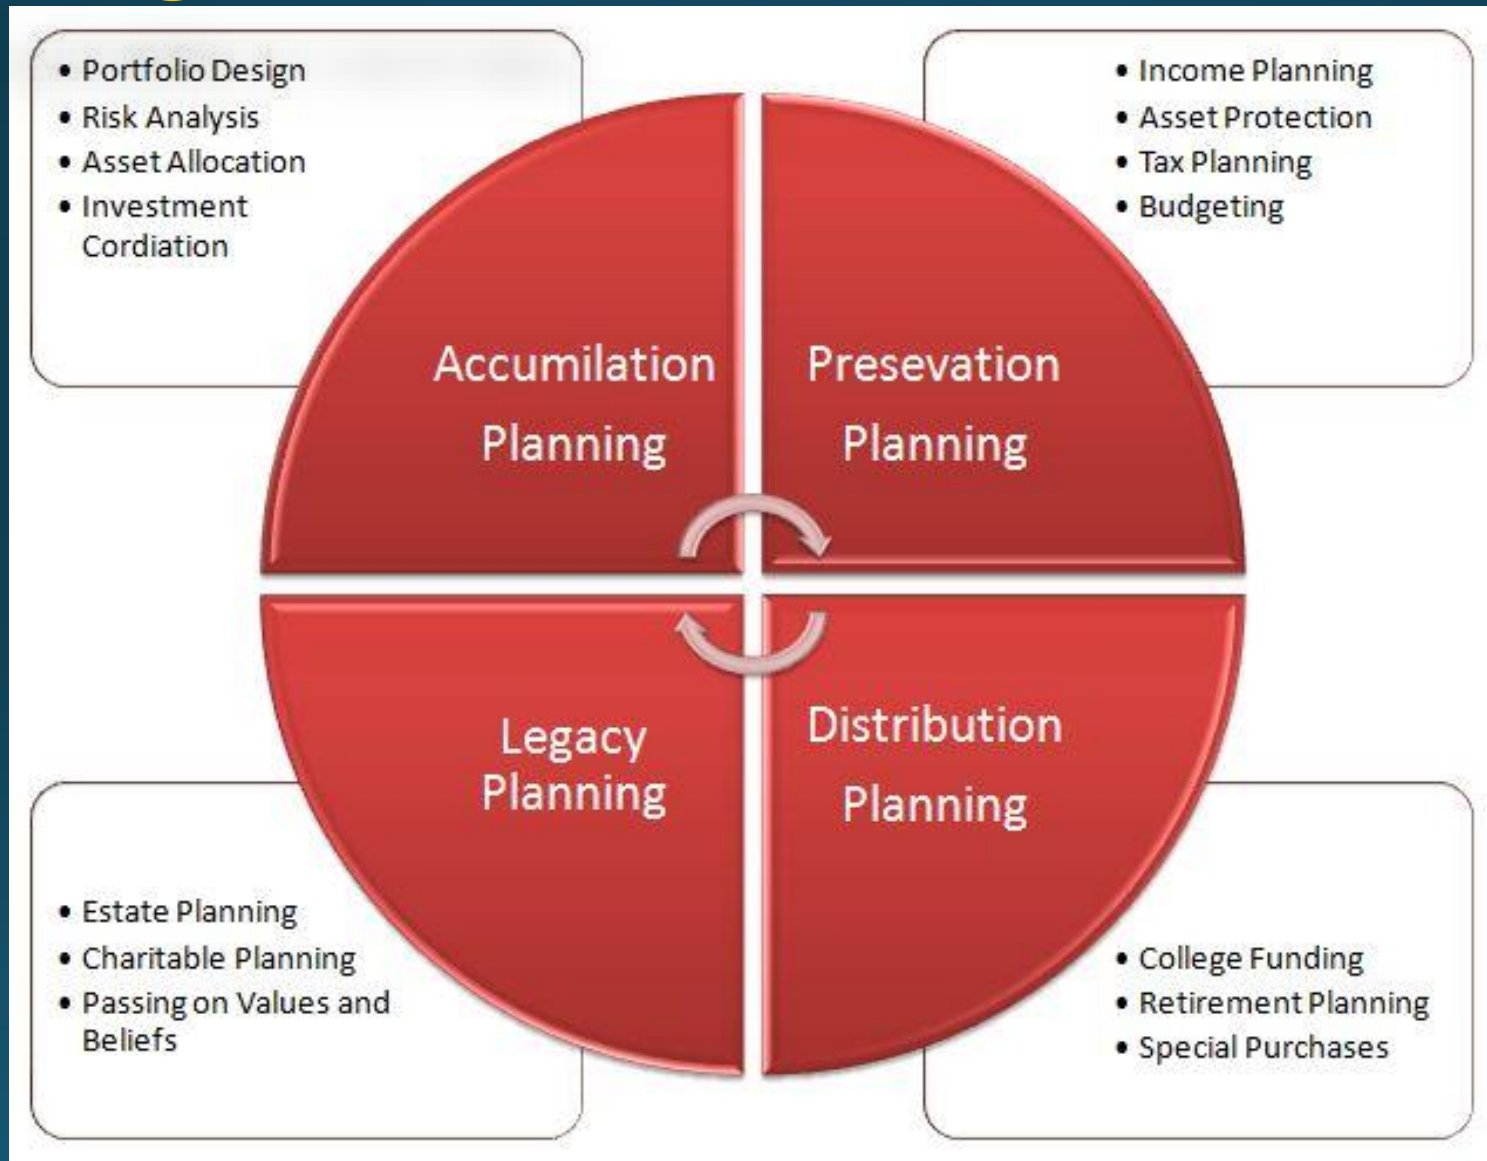 • Portfolio Design
• Risk Analysis
• Asset Allocation
• Investment
Cordiation
• Income Planning
• Asset Protection
• Tax Planning
• Budgeting
Accumilation
Planning
Presevation
Planning
Legacy
Planning
Distribution
Planning
• Estate Planning
• Charitable Planning
• Passing on Values and
Beliefs
• College Funding
• Retirement Planning
• Special Purchases